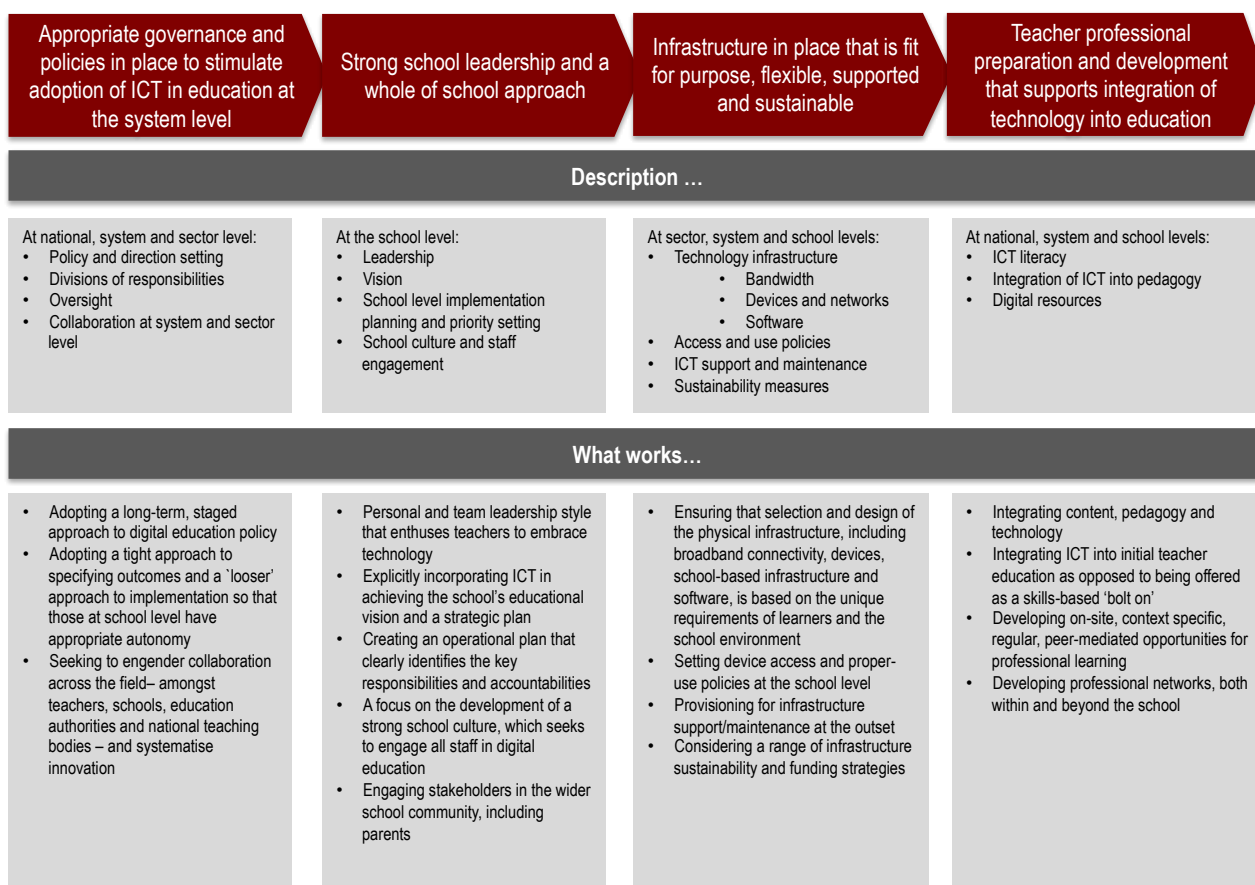 Appropriate governance and
policies in place to stimulate
adoption of ICT in education at
the system level
Strong school leadership and a
whole of school approach
Infrastructure in place that is fit
for purpose, flexible, supported
and sustainable
Teacher professional
preparation and development
that supports integration of
technology into education
Description …
At national, system and sector level:
• Policy and direction setting
• Divisions of responsibilities
• Oversight
• Collaboration at system and sector
level
At the school level:
• Leadership
• Vision
• School level implementation
planning and priority setting
• School culture and staff
engagement
At sector, system and school levels:
• Technology infrastructure
• Bandwidth
• Devices and networks
• Software
• Access and use policies
• ICT support and maintenance
• Sustainability measures
At national, system and school levels:
• ICT literacy
• Integration of ICT into pedagogy
• Digital resources
What works…
• Adopting a long-term, staged
approach to digital education policy
• Adopting a tight approach to
specifying outcomes and a `looser’
approach to implementation so that
those at school level have
appropriate autonomy
• Seeking to engender collaboration
across the field– amongst
teachers, schools, education
authorities and national teaching
bodies – and systematise
innovation
• Personal and team leadership style
that enthuses teachers to embrace
technology
• Explicitly incorporating ICT in
achieving the school’s educational
vision and a strategic plan
• Creating an operational plan that
clearly identifies the key
responsibilities and accountabilities
• A focus on the development of a
strong school culture, which seeks
to engage all staff in digital
education
• Engaging stakeholders in the wider
school community, including
parents
• Ensuring that selection and design of
the physical infrastructure, including
broadband connectivity, devices,
school-based infrastructure and
software, is based on the unique
requirements of learners and the
school environment
• Setting device access and proper-
use policies at the school level
• Provisioning for infrastructure
support/maintenance at the outset
• Considering a range of infrastructure
sustainability and funding strategies
• Integrating content, pedagogy and
technology
• Integrating ICT into initial teacher
education as opposed to being offered
as a skills-based ‘bolt on’
• Developing on-site, context specific,
regular, peer-mediated opportunities for
professional learning
• Developing professional networks, both
within and beyond the school